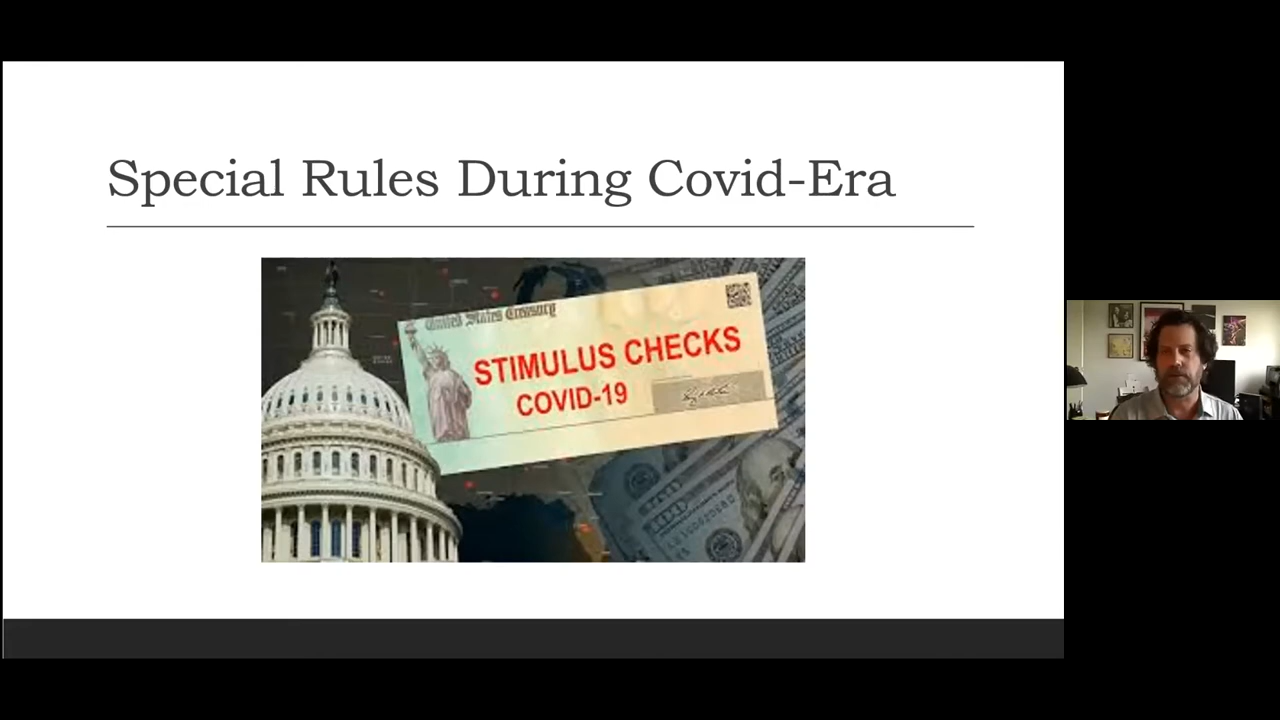 Special Rules During Covid-Era
United States Treasury
STIMULUS CHECKS
COVID-19